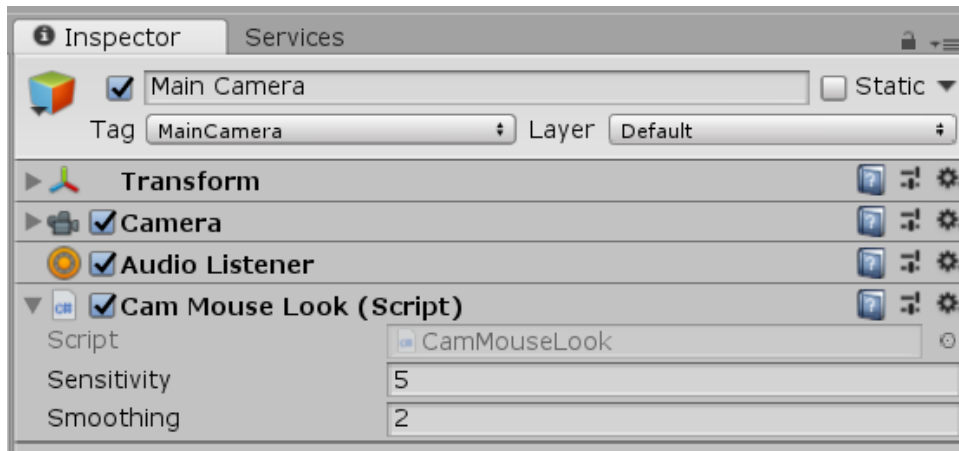 Inspector Services
Main Camera Static
Tag MainCamera Layer Default
Transform
Camera
Audio Listener
c# Cam Mouse Look (Script)
Script CamMouseLook
Sensitivity 5
Smoothing 2